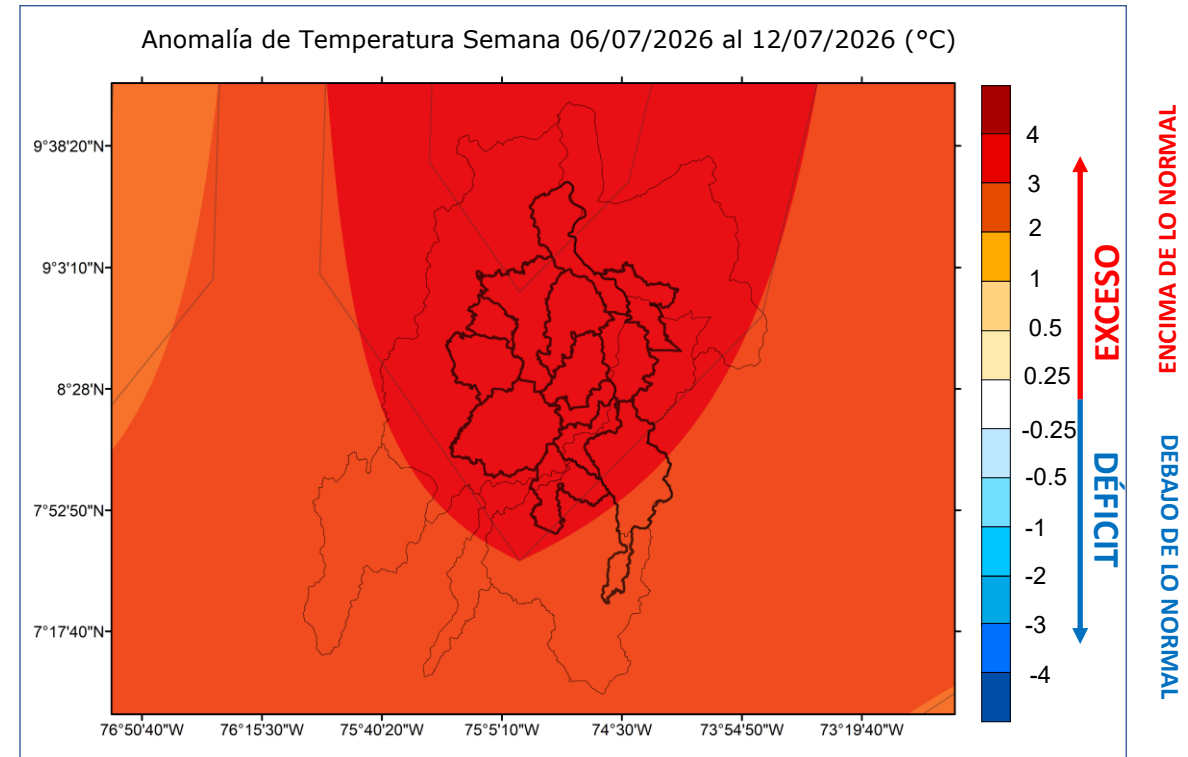 Anomalía de Temperatura Semana 06/07/2026 al 12/07/2026 (°C)
9°38'20"N
9°3'10"N
8°28'N
7°52'50"N
7°17'40"N
76°50'40"W
76°15'30"W
75°40'20"W
75°5'10"W
74°30'W
73°54'50"W
73°19'40"W
4
3
2
1
0.5
0.25
-0.25
-0.5
-1
-2
-3
-4
EXCESO
DÉFICIT
ENCIMA DE LO NORMAL
DEBAJO DE LO NORMAL